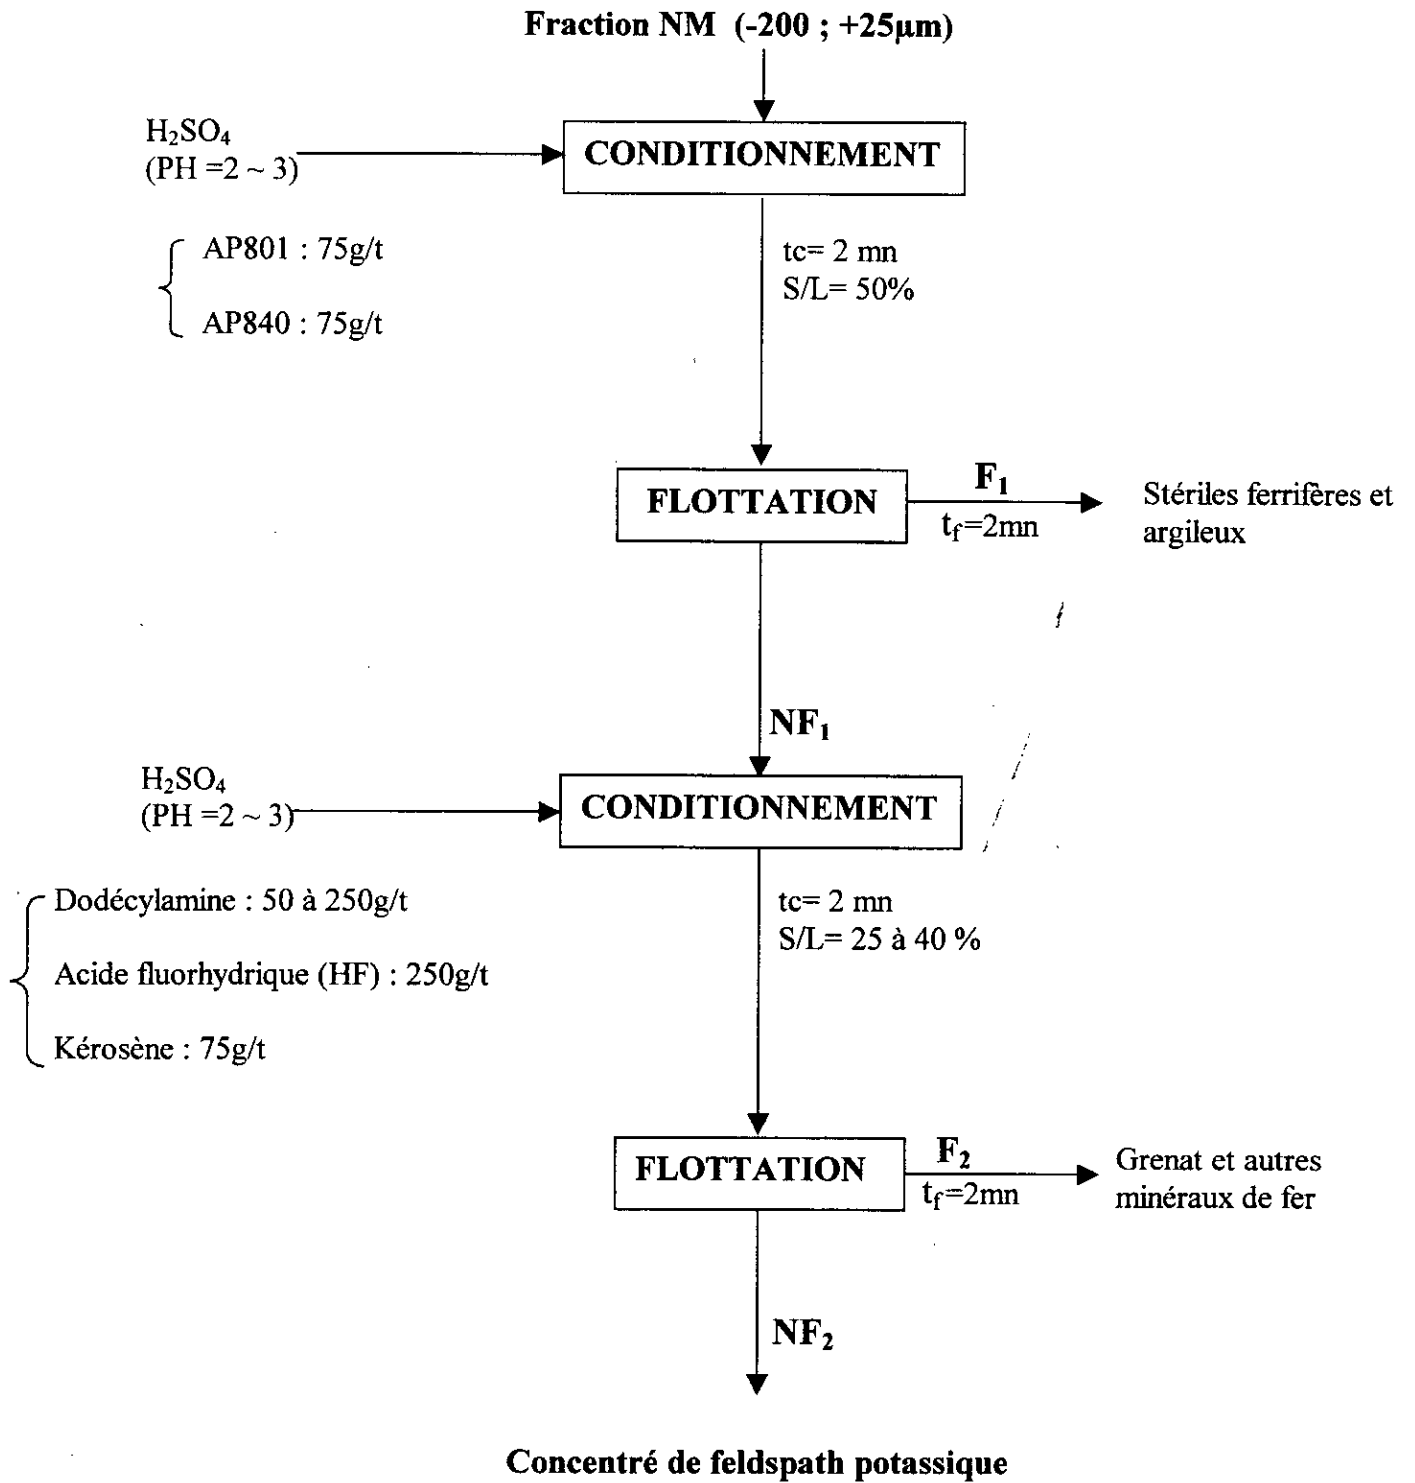 Fraction NM (-200 ; +25µm)
H₂SO₄
(PH =2 ~ 3)
CONDITIONNEMENT
AP801 : 75g/t
AP840 : 75g/t
tc= 2 mn
S/L= 50%
FLOTTATION
F₁
t_f=2mn
Stériles ferrifères et
argileux
NF₁
H₂SO₄
(PH =2 ~ 3)
CONDITIONNEMENT
Dodécylamine : 50 à 250g/t
Acide fluorhydrique (HF) : 250g/t
Kérosène : 75g/t
tc= 2 mn
S/L= 25 à 40 %
FLOTTATION
F₂
t_f=2mn
Grenat et autres
minéraux de fer
NF₂
Concentré de feldspath potassique